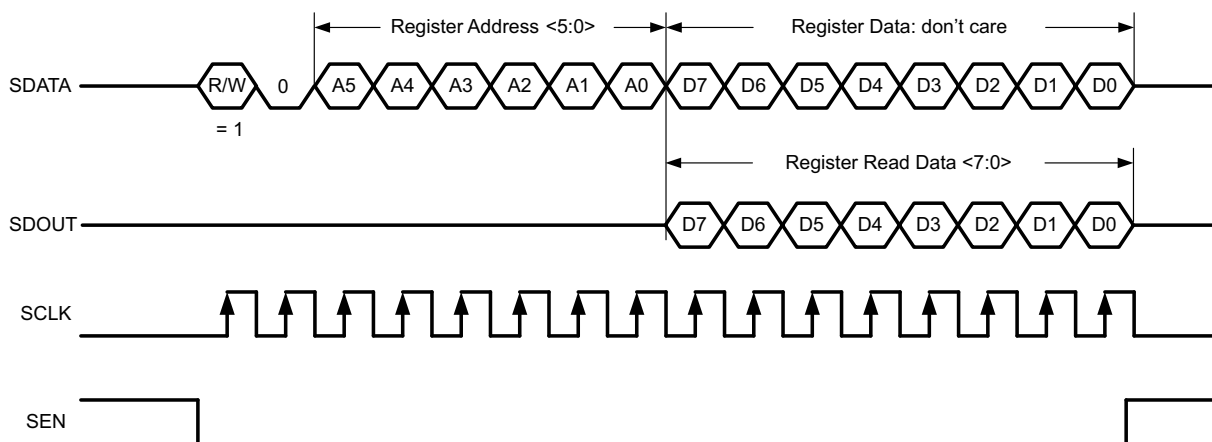 Register Address <5:0> Register Data: don't care
SDATA R/W 0 A5 A4 A3 A2 A1 A0 D7 D6 D5 D4 D3 D2 D1 D0
= 1
Register Read Data <7:0>
SDOUT D7 D6 D5 D4 D3 D2 D1 D0
SCLK
SEN